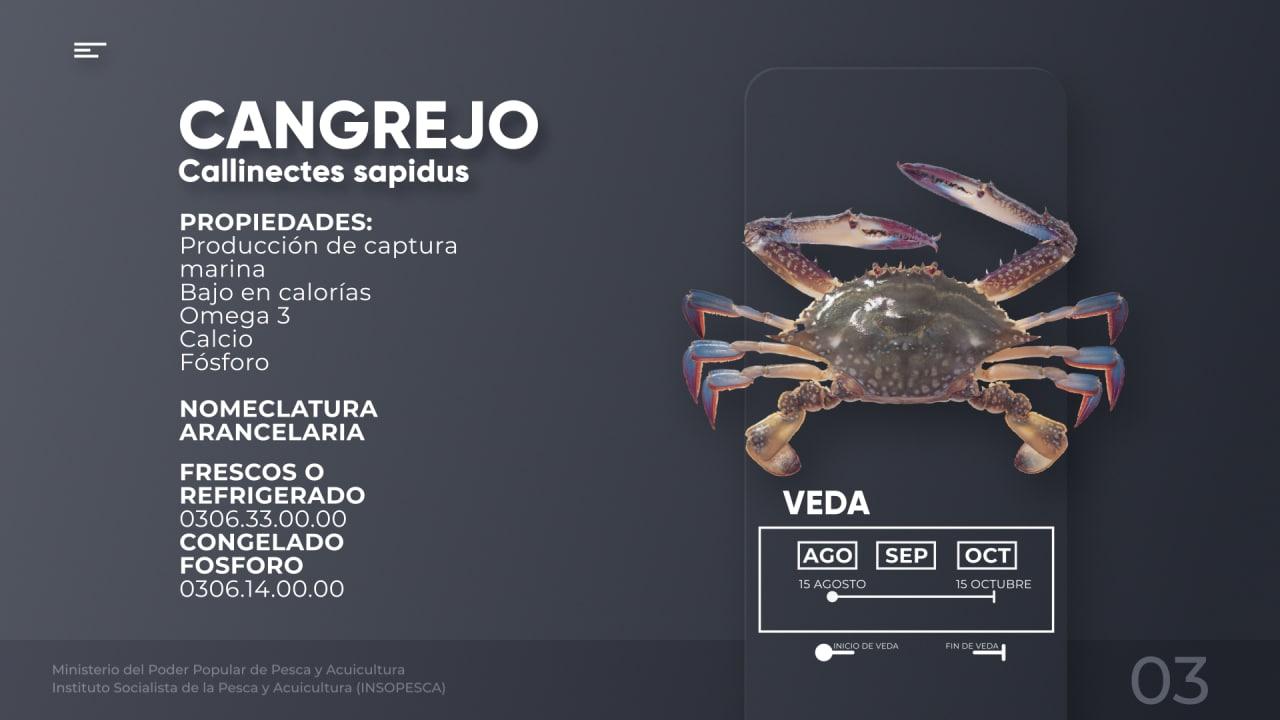 CANGREJO
Callinectes sapidus
PROPIEDADES:
Producción de captura
marina
Bajo en calorías
Omega 3
Calcio
Fósforo
NOMECLATURA
ARANCELARIA
FRESCOS O
REFRIGERADO
0306.33.00.00
CONGELADO
FOSFORO
0306.14.00.00
VEDA
AGO SEP OCT
15 AGOSTO 15 OCTUBRE
INICIO DE VEDA FIN DE VEDA
Ministerio del Poder Popular de Pesca y Acuicultura
Instituto Socialista de la Pesca y Acuicultura (INSOPESCA)
03